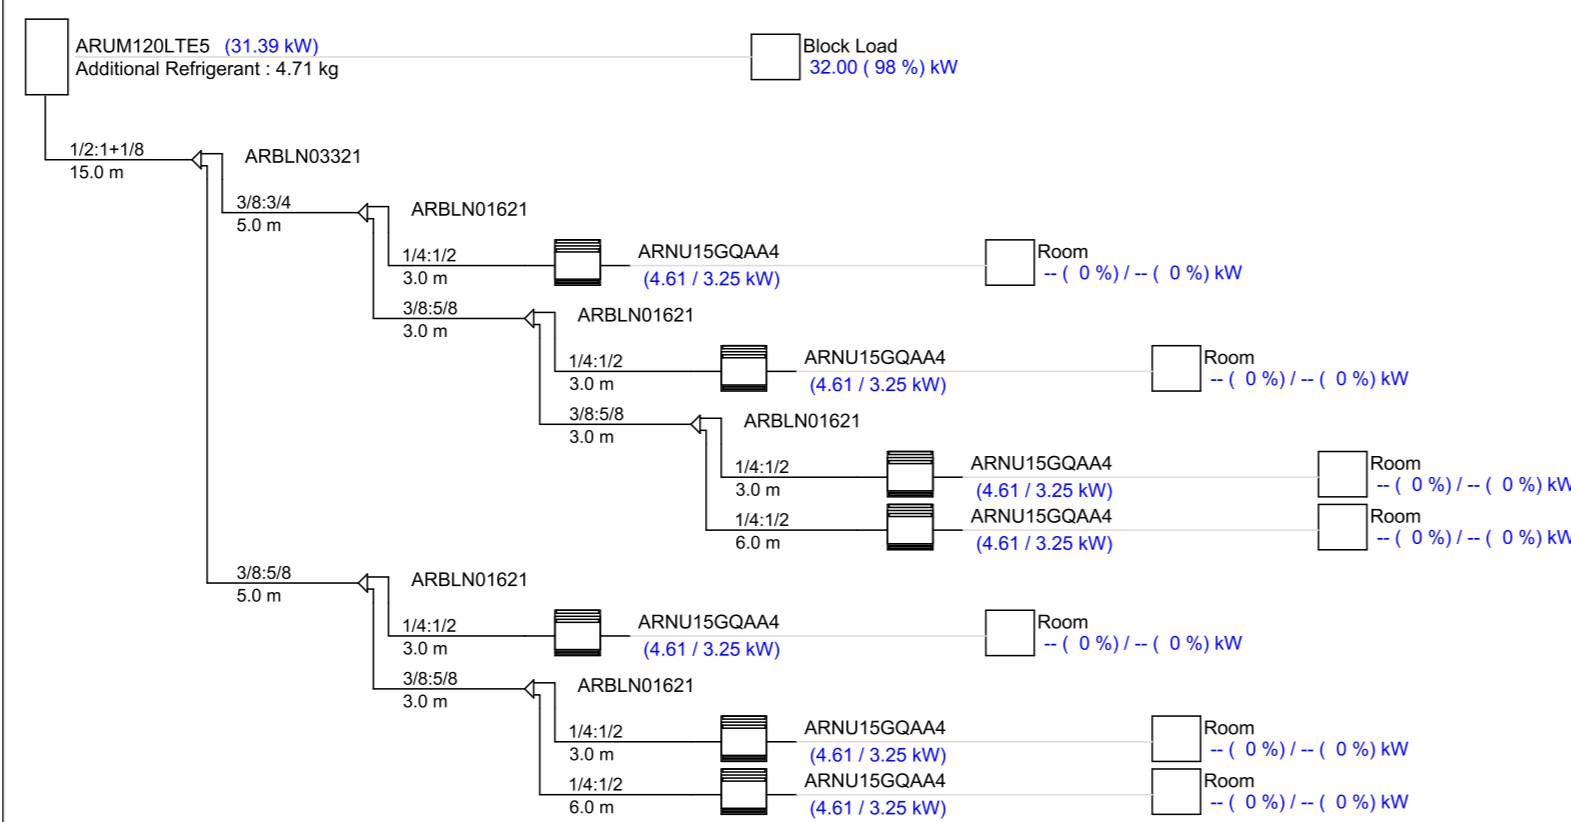 ARUM120LTE5 (31.39 kW)
Additional Refrigerant : 4.71 kg
Block Load
32.00 ( 98 %) kW
1/2:1+1/8
15.0 m
ARBLN03321
3/8:3/4
5.0 m
ARBLN01621
1/4:1/2
3.0 m
ARNU15GQAA4
(4.61 / 3.25 kW)
Room
-- ( 0 %) / -- ( 0 %) kW
3/8:5/8
3.0 m
ARBLN01621
1/4:1/2
3.0 m
ARNU15GQAA4
(4.61 / 3.25 kW)
Room
-- ( 0 %) / -- ( 0 %) kW
3/8:5/8
3.0 m
ARBLN01621
1/4:1/2
3.0 m
ARNU15GQAA4
(4.61 / 3.25 kW)
Room
-- ( 0 %) / -- ( 0 %) kW
1/4:1/2
6.0 m
ARNU15GQAA4
(4.61 / 3.25 kW)
Room
-- ( 0 %) / -- ( 0 %) kW
3/8:5/8
5.0 m
ARBLN01621
1/4:1/2
3.0 m
ARNU15GQAA4
(4.61 / 3.25 kW)
Room
-- ( 0 %) / -- ( 0 %) kW
3/8:5/8
3.0 m
ARBLN01621
1/4:1/2
3.0 m
ARNU15GQAA4
(4.61 / 3.25 kW)
Room
-- ( 0 %) / -- ( 0 %) kW
1/4:1/2
6.0 m
ARNU15GQAA4
(4.61 / 3.25 kW)
Room
-- ( 0 %) / -- ( 0 %) kW